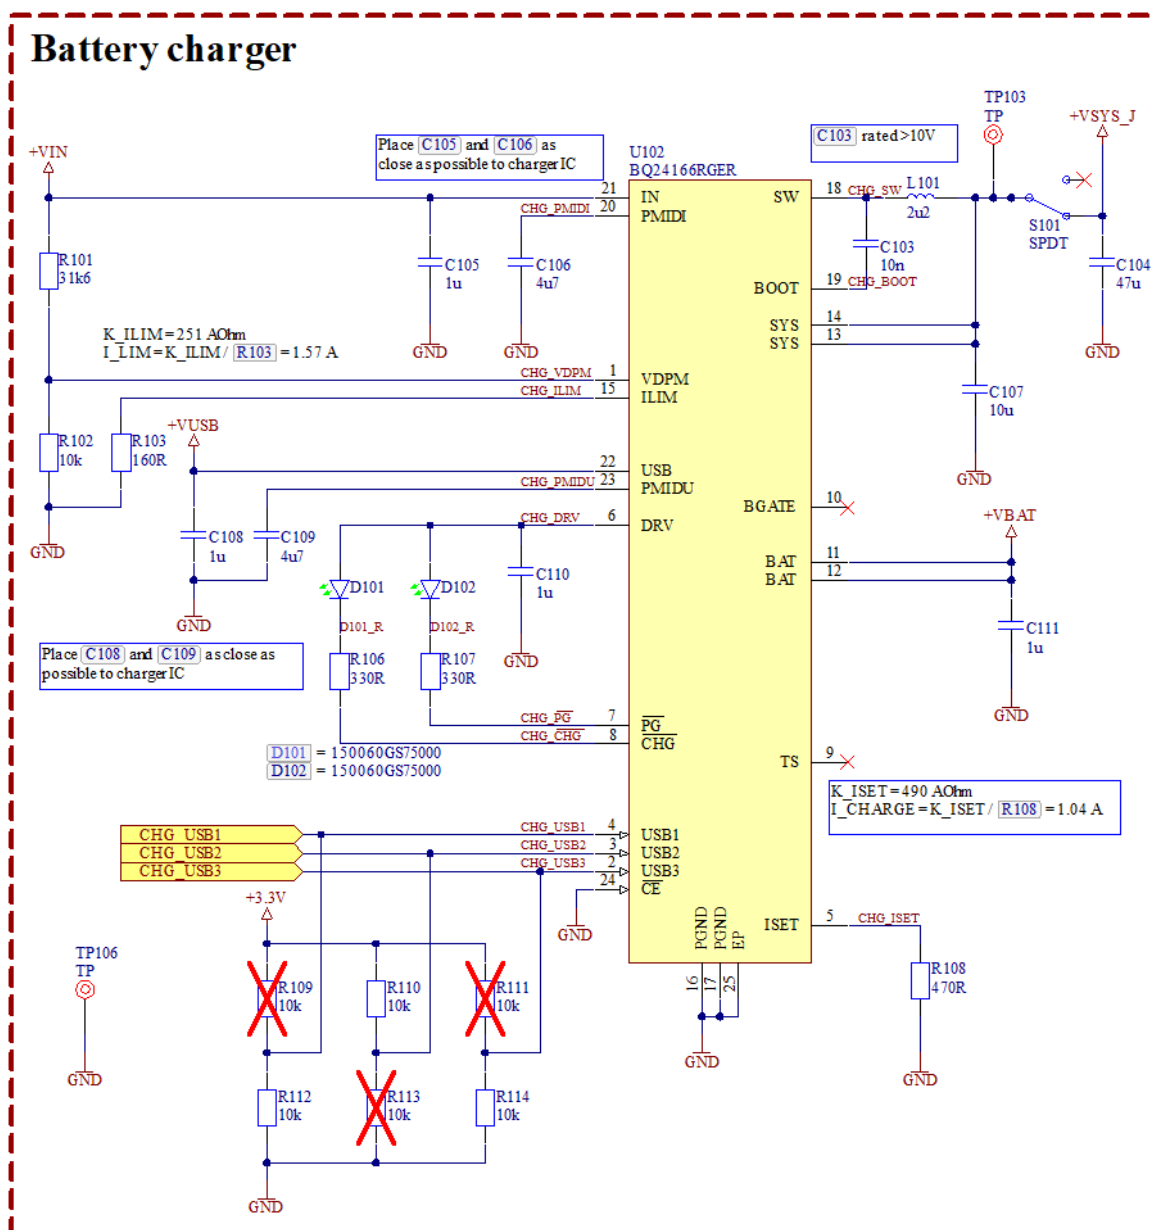 Battery charger
+VIN
Place C105 and C106 as
close as possible to charger IC
C103 rated >10V
TP103
TP
+VSYS_J
U102
BQ24166RGER
21
IN
20
PMIDI
CHG_PMIDI
18
SW
CHG_SW
L101
2u2
S101
SPDT
R101
31k6
C105
1u
C106
4u7
C103
10n
C104
47u
19
BOOT
CHG_BOOT
14
SYS
13
SYS
GND
GND
GND
K_ILIM=251 AOhm
I_LIM=K_ILIM/ R103 =1.57 A
CHG_VDPM
1
VDPM
CHG_ILIM
15
ILIM
C107
10u
R102
10k
R103
160R
+VUSB
22
USB
CHG_PMIDU
23
PMIDU
GND
CHG_DRV
6
DRV
BGATE
10
+VBAT
GND
C108
1u
C109
4u7
BAT
11
BAT
12
C110
1u
D101
D102
GND
D101_R
D102_R
C111
1u
Place C108 and C109 as close as
possible to charger IC
R106
330R
R107
330R
GND
GND
CHG_PG
7
PG
CHG_CHG
8
CHG
D101 = 150060GS75000
D102 = 150060GS75000
TS
9
K_ISET=490 AOhm
I_CHARGE=K_ISET/ R108 =1.04 A
CHG_USB1
CHG_USB1
4
USB1
CHG_USB2
CHG_USB2
3
USB2
CHG_USB3
CHG_USB3
2
USB3
24
CE
+3.3V
GND
PGND
PGND
EP
ISET
5
CHG_ISET
TP106
TP
R109
10k
R110
10k
R111
10k
16
17
25
R108
470R
GND
GND
GND
R112
10k
R113
10k
R114
10k
GND